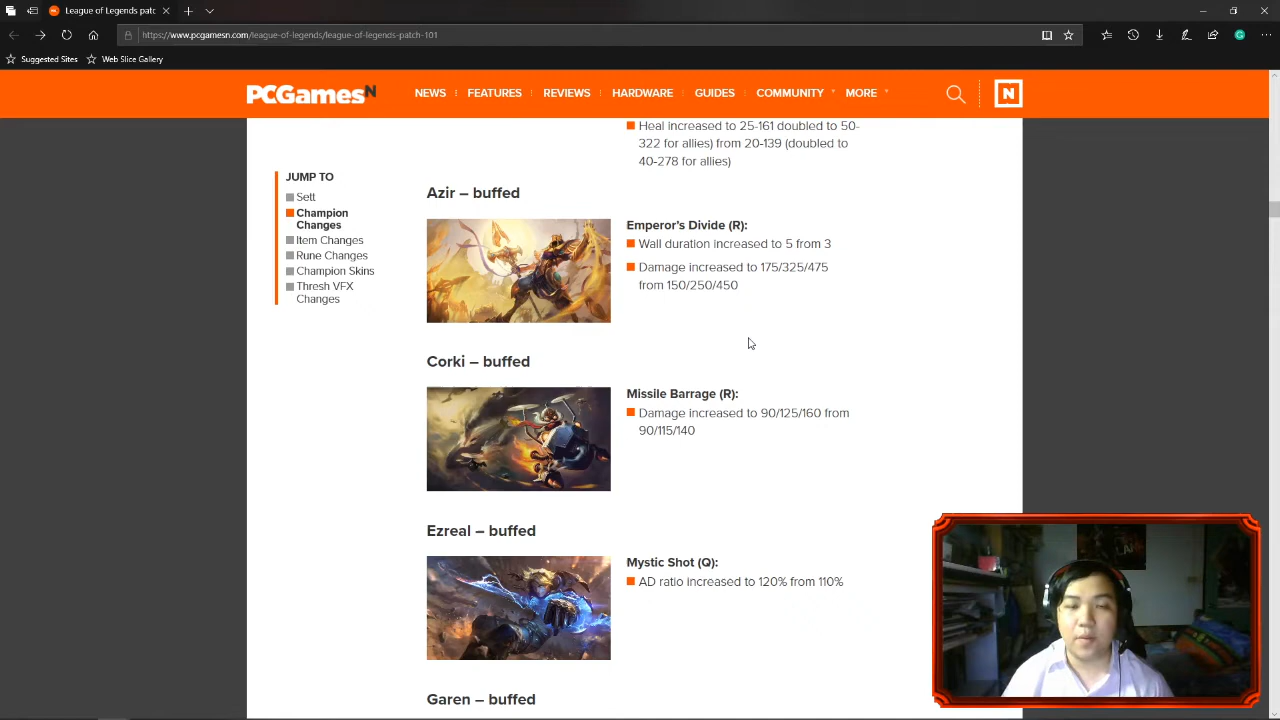 League of Legends patc
https://www.pcgamesn.com/league-of-legends-patch-101
Suggested Sites
Web Slice Gallery
PCGamesN
NEWS
FEATURES
REVIEWS
HARDWARE
GUIDES
COMMUNITY
MORE
N
JUMP TO
Sett
Champion
Changes
Item Changes
Rune Changes
Champion Skins
Thresh VFX
Changes
Heal increased to 25-161 doubled to 50-
322 for allies) from 20-139 (doubled to
40-278 for allies)
Azir – buffed
Emperor's Divide (R):
Wall duration increased to 5 from 3
Damage increased to 175/325/475
from 150/250/450
Corki – buffed
Missile Barrage (R):
Damage increased to 90/125/160 from
90/115/140
Ezreal – buffed
Mystic Shot (Q):
AD ratio increased to 120% from 110%
Garen – buffed